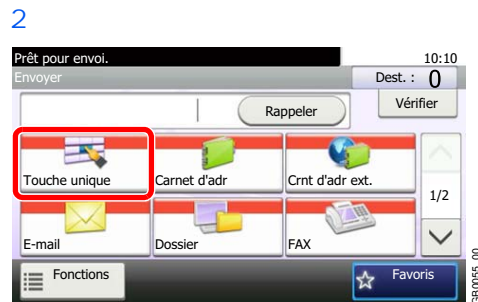 2
Prêt pour envoi. 10:10
Envoyer Dest. : 0
Rappeler Vérifier
Touche unique Carnet d'adr Crnt d'adr ext.
1/2
E-mail Dossier FAX
Fonctions Favoris
GB0055_00